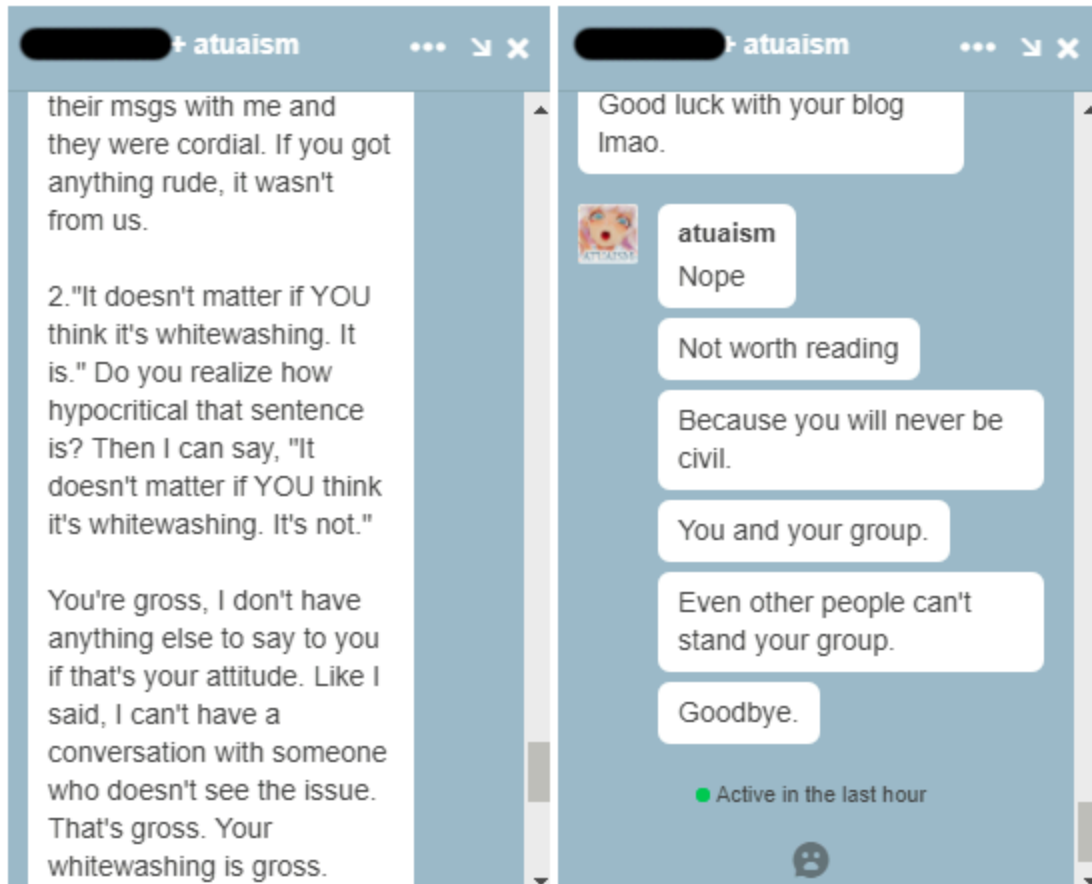 + atuaism
their msgs with me and
they were cordial. If you got
anything rude, it wasn't
from us.
2."It doesn't matter if YOU
think it's whitewashing. It
is." Do you realize how
hypocritical that sentence
is? Then I can say, "It
doesn't matter if YOU think
it's whitewashing. It's not."
You're gross, I don't have
anything else to say to you
if that's your attitude. Like I
said, I can't have a
conversation with someone
who doesn't see the issue.
That's gross. Your
whitewashing is gross.
+ atuaism
Good luck with your blog
lmao.
ATUAISM
atuaism
Nope
Not worth reading
Because you will never be
civil.
You and your group.
Even other people can't
stand your group.
Goodbye.
Active in the last hour